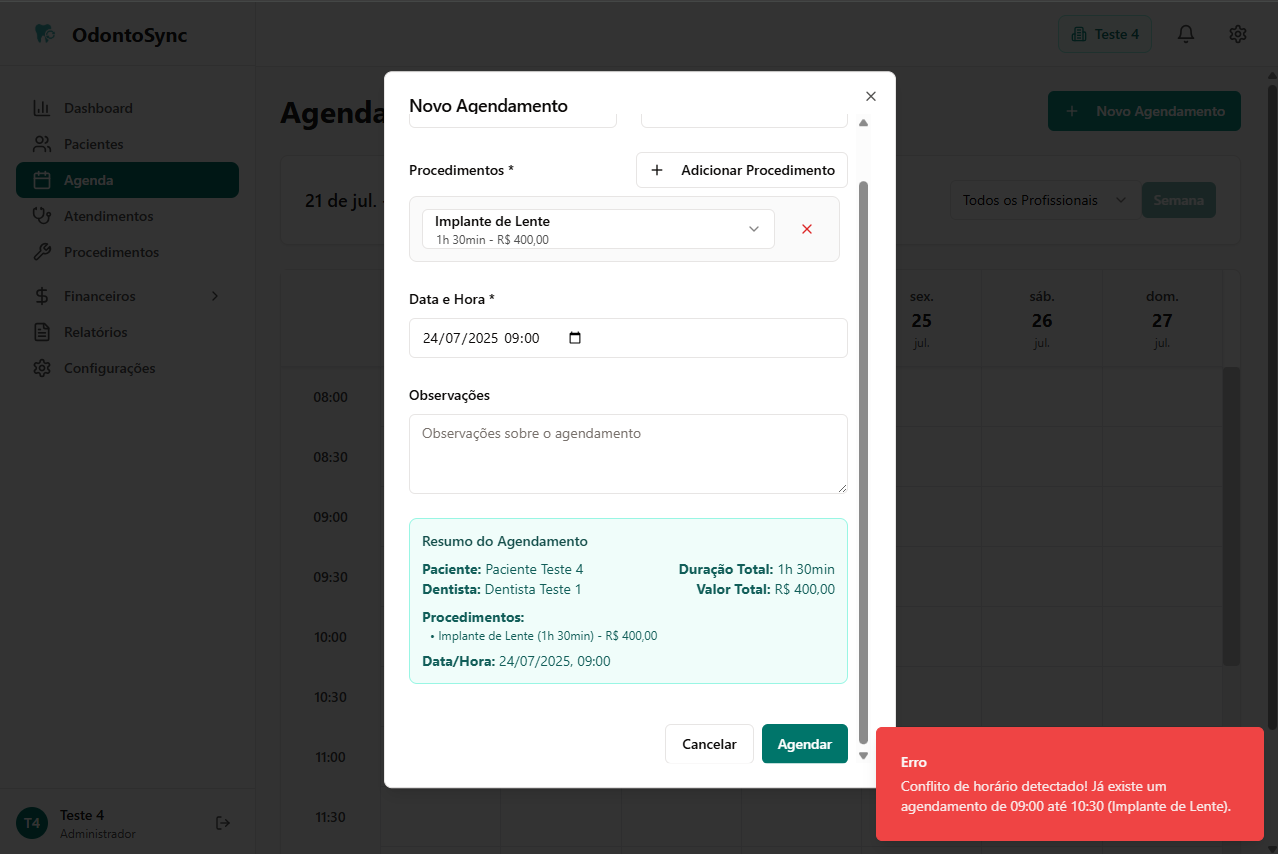 OdontoSync
Teste 4
Dashboard
Pacientes
Agenda
Atendimentos
Procedimentos
Financeiros
Relatórios
Configurações
T4
Teste 4
Administrador
Agenda
Novo Agendamento
21 de jul.
Todos os Profissionais
Semana
sex.
25
jul.
sáb.
26
jul.
dom.
27
jul.
08:00
08:30
09:00
09:30
10:00
10:30
11:00
11:30
Novo Agendamento
Procedimentos *
Adicionar Procedimento
Implante de Lente
1h 30min - R$ 400,00
Data e Hora *
24/07/2025 09:00
Observações
Observações sobre o agendamento
Resumo do Agendamento
Paciente: Paciente Teste 4
Duração Total: 1h 30min
Dentista: Dentista Teste 1
Valor Total: R$ 400,00
Procedimentos:
• Implante de Lente (1h 30min) - R$ 400,00
Data/Hora: 24/07/2025, 09:00
Cancelar
Agendar
Erro
Conflito de horário detectado! Já existe um
agendamento de 09:00 até 10:30 (Implante de Lente).